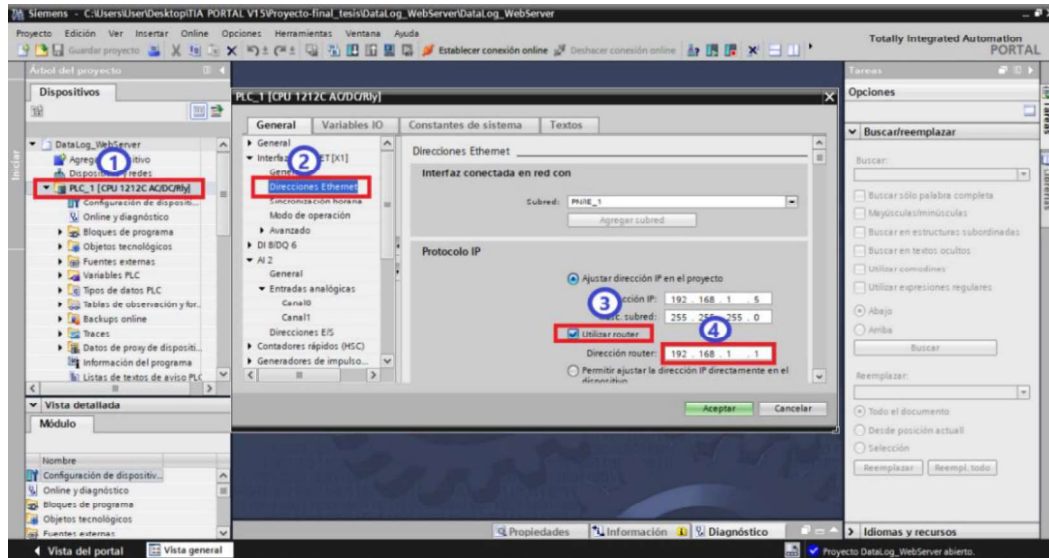 Siemens - C:\Users\User\Desktop\TIA PORTAL V15\Proyecto-final_tesis\DataLog_WebServer\DataLog_WebServer
Proyecto Edición Ver Insertar Online Opciones Herramientas Ventana Ayuda
Guardar proyecto Establecer conexión online Deshacer conexión online
Totally Integrated Automation
PORTAL
Árbol del proyecto
Dispositivos
Iniciar
DataLog_WebServer
Dispositivos y redes
PLC_1 [CPU 1212C AC/DC/Rly]
Configuración de dispositi...
Online y diagnóstico
Bloques de programa
Objetos tecnológicos
Fuentes externas
Variables PLC
Tipos de datos PLC
Tablas de observación y for..
Backups online
Traces
Datos de proxy de dispositi..
Información del programa
Listas de textos de aviso PLC
1
Vista detallada
Módulo
Nombre
Configuración de dispositiv...
Online y diagnóstico
Bloques de programa
Objetos tecnológicos
Fuentes externas
PLC_1 [CPU 1212C AC/DC/Rly]
General Variables IO Constantes de sistema Textos
General
2
Direcciones Ethernet
Sincronización horaria
Modo de operación
Avanzado
DI 8/DQ 6
AI 2
General
Entradas analógicas
Canal0
Canal1
Direcciones E/S
Contadores rápidos (HSC)
Generadores de impulso...
Direcciones Ethernet
Interfaz conectada en red con
Subred: PN/IE_1
Agregar subred
Protocolo IP
Ajustar dirección IP en el proyecto
3
IP: 192 . 168 . 1 . 5
subred: 255 . 255 . 255 . 0
4
Utilizar router
Dirección router: 192 . 168 . 1 . 1
Permitir ajustar la dirección IP directamente en el
dispositivo
Aceptar Cancelar
Propiedades Información Diagnóstico
Tareas
Opciones
Buscar/reemplazar
Buscar:
Buscar sólo palabra completa
Mayúsculas/minúsculas
Buscar en estructuras subordinadas
Buscar en textos ocultos
Utilizar comodines
Utilizar expresiones regulares
Abajo
Arriba
Buscar
Reemplazar:
Todo el documento
Desde posición actuall
Selección
Reemplazar Reempl. todo
Idiomas y recursos
Tareas
Librerías
Vista del portal Vista general
Proyecto DataLog_WebServer abierto.